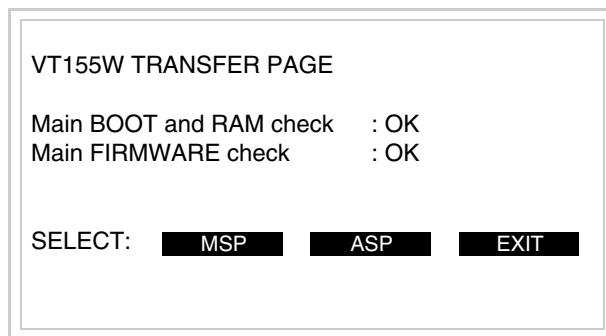 VT155W TRANSFER PAGE
Main BOOT and RAM check : OK
Main FIRMWARE check : OK
SELECT: MSP ASP EXIT